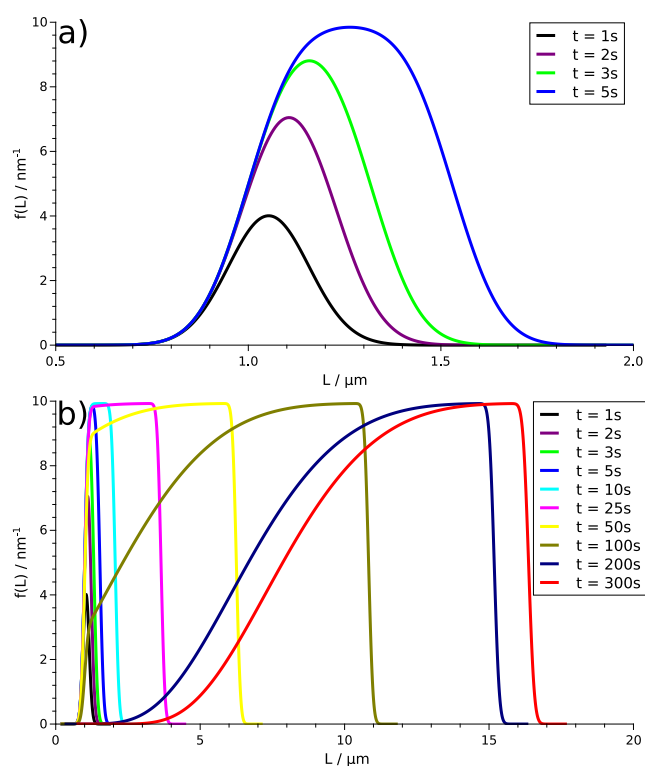 a)
10
8
6
4
2
0
f(L) / nm⁻¹
t = 1s
t = 2s
t = 3s
t = 5s
0.5 1.0 1.5 2.0
L / μm
b)
10
8
6
4
2
0
f(L) / nm⁻¹
t = 1s
t = 2s
t = 3s
t = 5s
t = 10s
t = 25s
t = 50s
t = 100s
t = 200s
t = 300s
0 5 10 15 20
L / μm